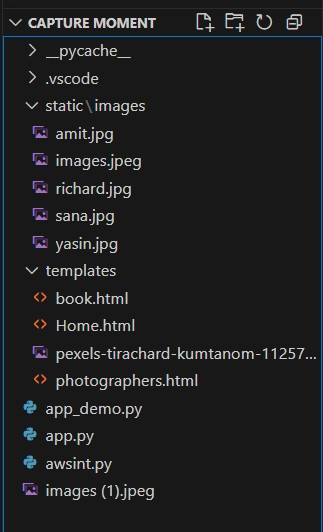 CAPTURE MOMENT
__pycache__
.vscode
static\images
amit.jpg
images.jpeg
richard.jpg
sana.jpg
yasin.jpg
templates
book.html
Home.html
pexels-tirachard-kumtanom-11257...
photographers.html
app_demo.py
app.py
awsint.py
images (1).jpeg